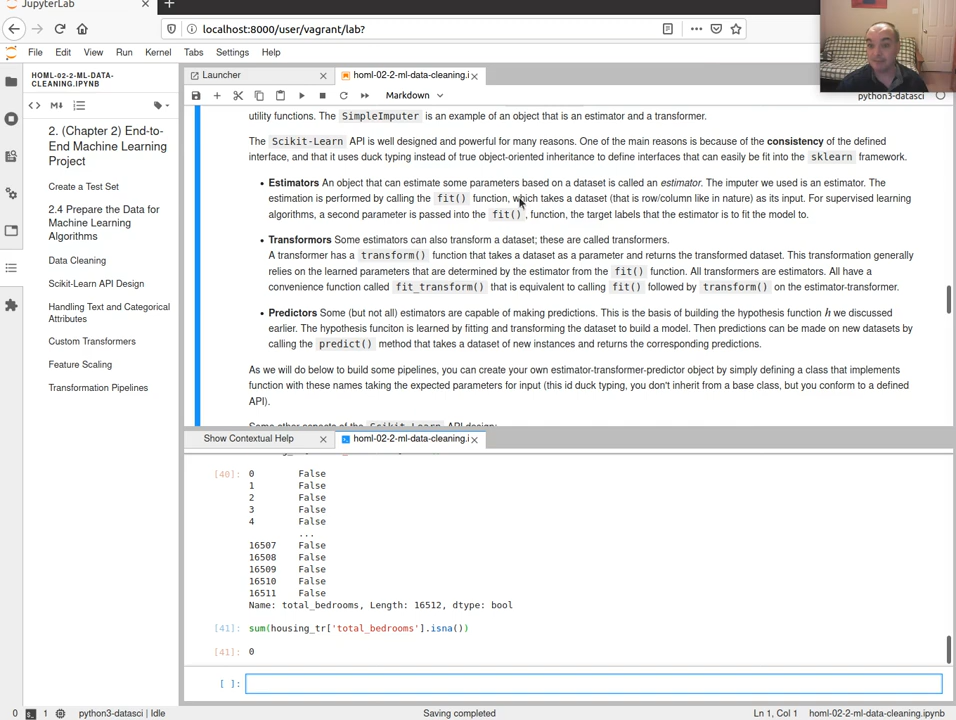 JupyterLab
localhost:8000/user/vagrant/lab?
File Edit View Run Kernel Tabs Settings Help
HOML-02-2-ML-DATA-
CLEANING.IPYNB
2. (Chapter 2) End-to-
End Machine Learning
Project
Create a Test Set
2.4 Prepare the Data for
Machine Learning
Algorithms
Data Cleaning
Scikit-Learn API Design
Handling Text and Categorical
Attributes
Custom Transformers
Feature Scaling
Transformation Pipelines
Launcher
homl-02-2-ml-data-cleaning.i
Markdown
python3-datasci
utility functions. The SimpleImputer is an example of an object that is an estimator and a transformer.
The Scikit-Learn API is well designed and powerful for many reasons. One of the main reasons is because of the consistency of the defined
interface, and that it uses duck typing instead of true object-oriented inheritance to define interfaces that can easily be fit into the sklearn framework.
• Estimators An object that can estimate some parameters based on a dataset is called an estimator. The imputer we used is an estimator. The
estimation is performed by calling the fit() function, which takes a dataset (that is row/column like in nature) as its input. For supervised learning
algorithms, a second parameter is passed into the fit(), function, the target labels that the estimator is to fit the model to.
• Transformors Some estimators can also transform a dataset; these are called transformers.
A transformer has a transform() function that takes a dataset as a parameter and returns the transformed dataset. This transformation generally
relies on the learned parameters that are determined by the estimator from the fit() function. All transformers are estimators. All have a
convenience function called fit_transform() that is equivalent to calling fit() followed by transform() on the estimator-transformer.
• Predictors Some (but not all) estimators are capable of making predictions. This is the basis of building the hypothesis function h we discussed
earlier. The hypothesis funciton is learned by fitting and transforming the dataset to build a model. Then predictions can be made on new datasets by
calling the predict() method that takes a dataset of new instances and returns the corresponding predictions.
As we will do below to build some pipelines, you can create your own estimator-transformer-predictor object by simply defining a class that implements
function with these names taking the expected parameters for input (this id duck typing, you don't inherit from a base class, but you conform to a defined
API).
Some other aspects of the Scikit-Learn API design:
Show Contextual Help
homl-02-2-ml-data-cleaning.i
[40]: 0 False
1 False
2 False
3 False
4 False
...
16507 False
16508 False
16509 False
16510 False
16511 False
Name: total_bedrooms, Length: 16512, dtype: bool
[41]: sum(housing_tr['total_bedrooms'].isna())
[41]: 0
[ ]:
0 1 python3-datasci | Idle
Saving completed
Ln 1, Col 1 homl-02-2-ml-data-cleaning.ipynb